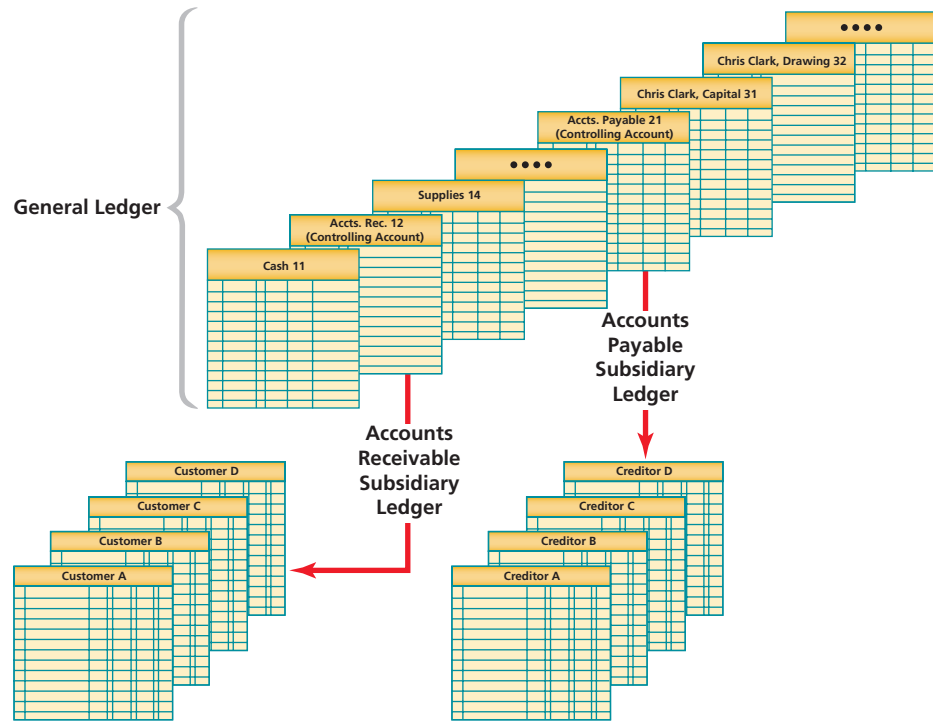 ••••
Chris Clark, Drawing 32
Chris Clark, Capital 31
Accts. Payable 21
(Controlling Account)
••••
Supplies 14
Accts. Rec. 12
(Controlling Account)
Cash 11
General Ledger
Accounts
Payable
Subsidiary
Ledger
Accounts
Receivable
Subsidiary
Ledger
Customer D
Customer C
Customer B
Customer A
Creditor D
Creditor C
Creditor B
Creditor A